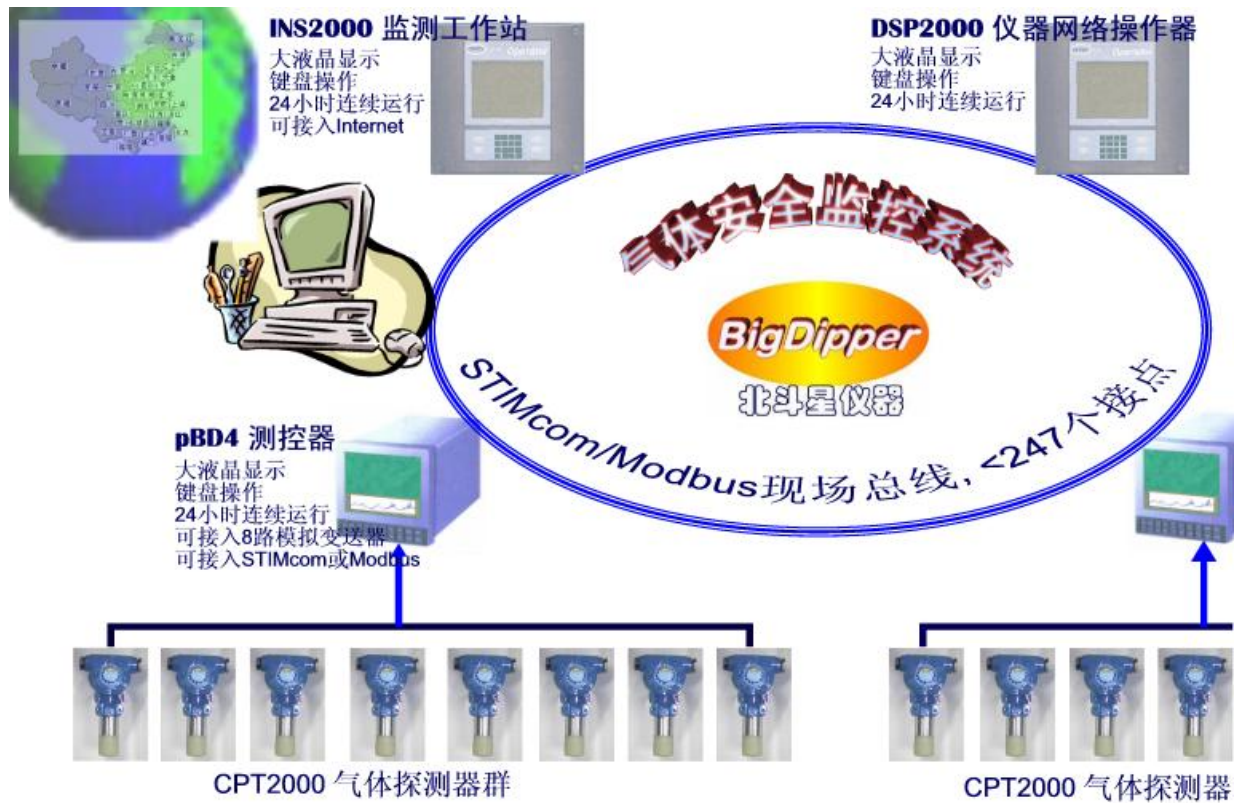 INS2000 监测工作站
大液晶显示
键盘操作
24小时连续运行
可接入Internet
DSP2000 仪器网络操作器
大液晶显示
键盘操作
24小时连续运行
气体安全监控系统
BigDipper
北斗星仪器
STIMcom/Modbus现场总线, <247个接点
pBD4 测控器
大液晶显示
键盘操作
24小时连续运行
可接入8路模拟变送器
可接入STIMcom或Modbus
CPT2000 气体探测器群
CPT2000 气体探测器